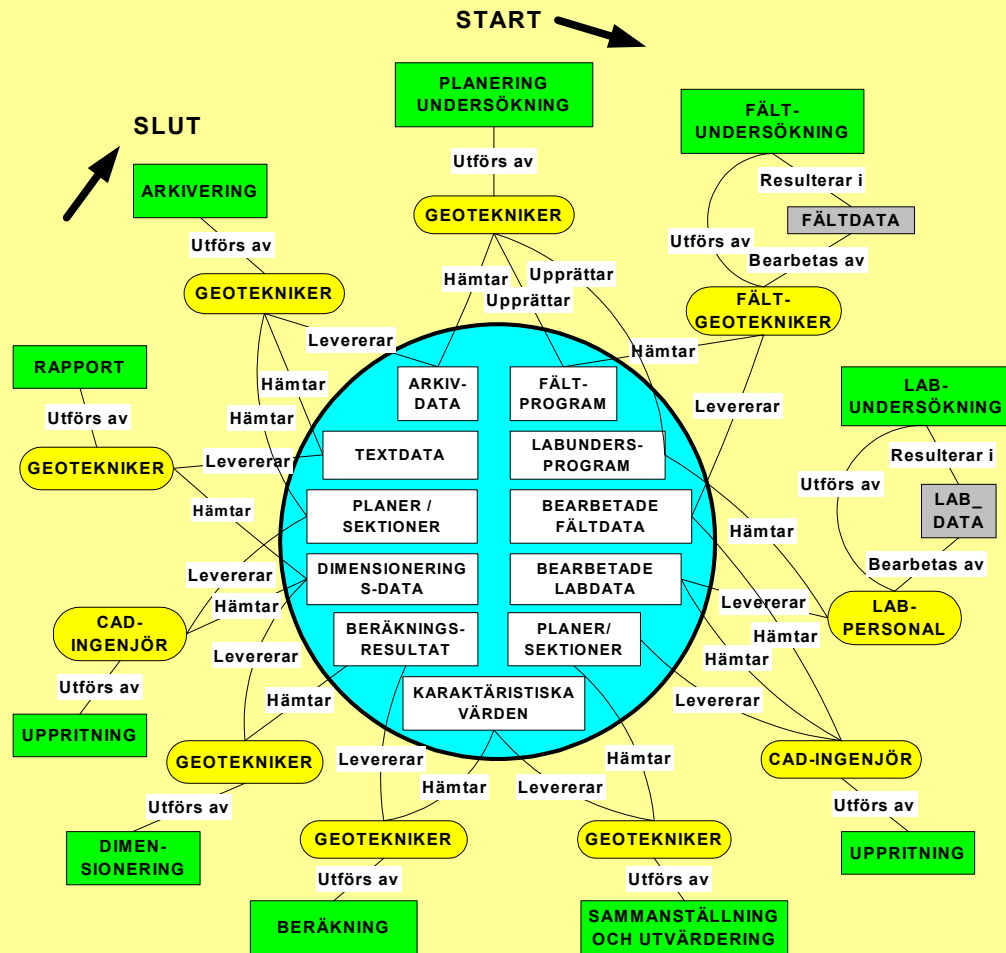 START
PLANERING
UNDERSÖKNING
Utförs av
GEOTEKNIKER
Hämtar
Upprättar
Upprättar
FÄLT-
UNDERSÖKNING
Resulterar i
FÄLTDATA
Utförs av
Bearbetas av
FÄLT-
GEOTEKNIKER
Hämtar
Levererar
LAB-
UNDERSÖKNING
Resulterar i
Utförs av
LAB_
DATA
Bearbetas av
LAB-
PERSONAL
Hämtar
Levererar
Hämtar
Hämtar
Levererar
CAD-INGENJÖR
Utförs av
UPPRITNING
Hämtar
Levererar
GEOTEKNIKER
Utförs av
SAMMANSTÄLLNING
OCH UTVÄRDERING
Levererar
Hämtar
GEOTEKNIKER
Utförs av
BERÄKNING
Levererar
Hämtar
GEOTEKNIKER
Utförs av
DIMEN-
SIONERING
Levererar
Hämtar
CAD-
INGENJÖR
Utförs av
UPPRITNING
RAPPORT
Utförs av
GEOTEKNIKER
Levererar
Hämtar
SLUT
ARKIVERING
Utförs av
GEOTEKNIKER
Levererar
Hämtar
Hämtar
ARKIV-
DATA
FÄLT-
PROGRAM
TEXTDATA
LABUNDERS-
PROGRAM
PLANER /
SEKTIONER
BEARBETADE
FÄLTDATA
DIMENSIONERING
S-DATA
BEARBETADE
LABDATA
BERÄKNINGS-
RESULTAT
PLANER/
SEKTIONER
KARAKTÄRISTISKA
VÄRDEN